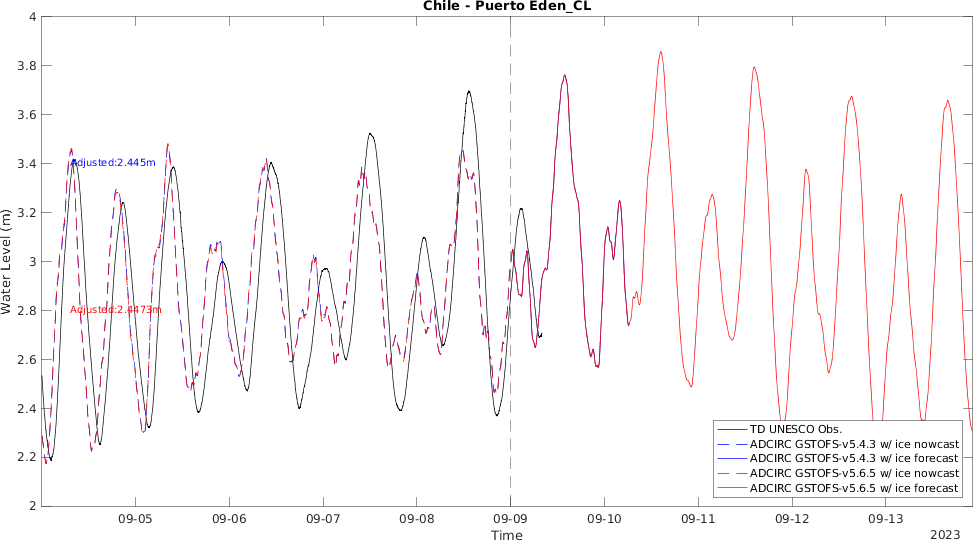 Chile - Puerto Eden_CL
4
3.8
3.6
3.4
3.2
3
2.8
2.6
2.4
2.2
2
Water Level (m)
Adjusted:2.445m
Adjusted:2.4473m
TD UNESCO Obs.
ADCIRC GSTOFS-v5.4.3 w/ ice nowcast
ADCIRC GSTOFS-v5.4.3 w/ ice forecast
ADCIRC GSTOFS-v5.6.5 w/ ice nowcast
ADCIRC GSTOFS-v5.6.5 w/ ice forecast
09-05 09-06 09-07 09-08 09-09 09-10 09-11 09-12 09-13
Time
2023